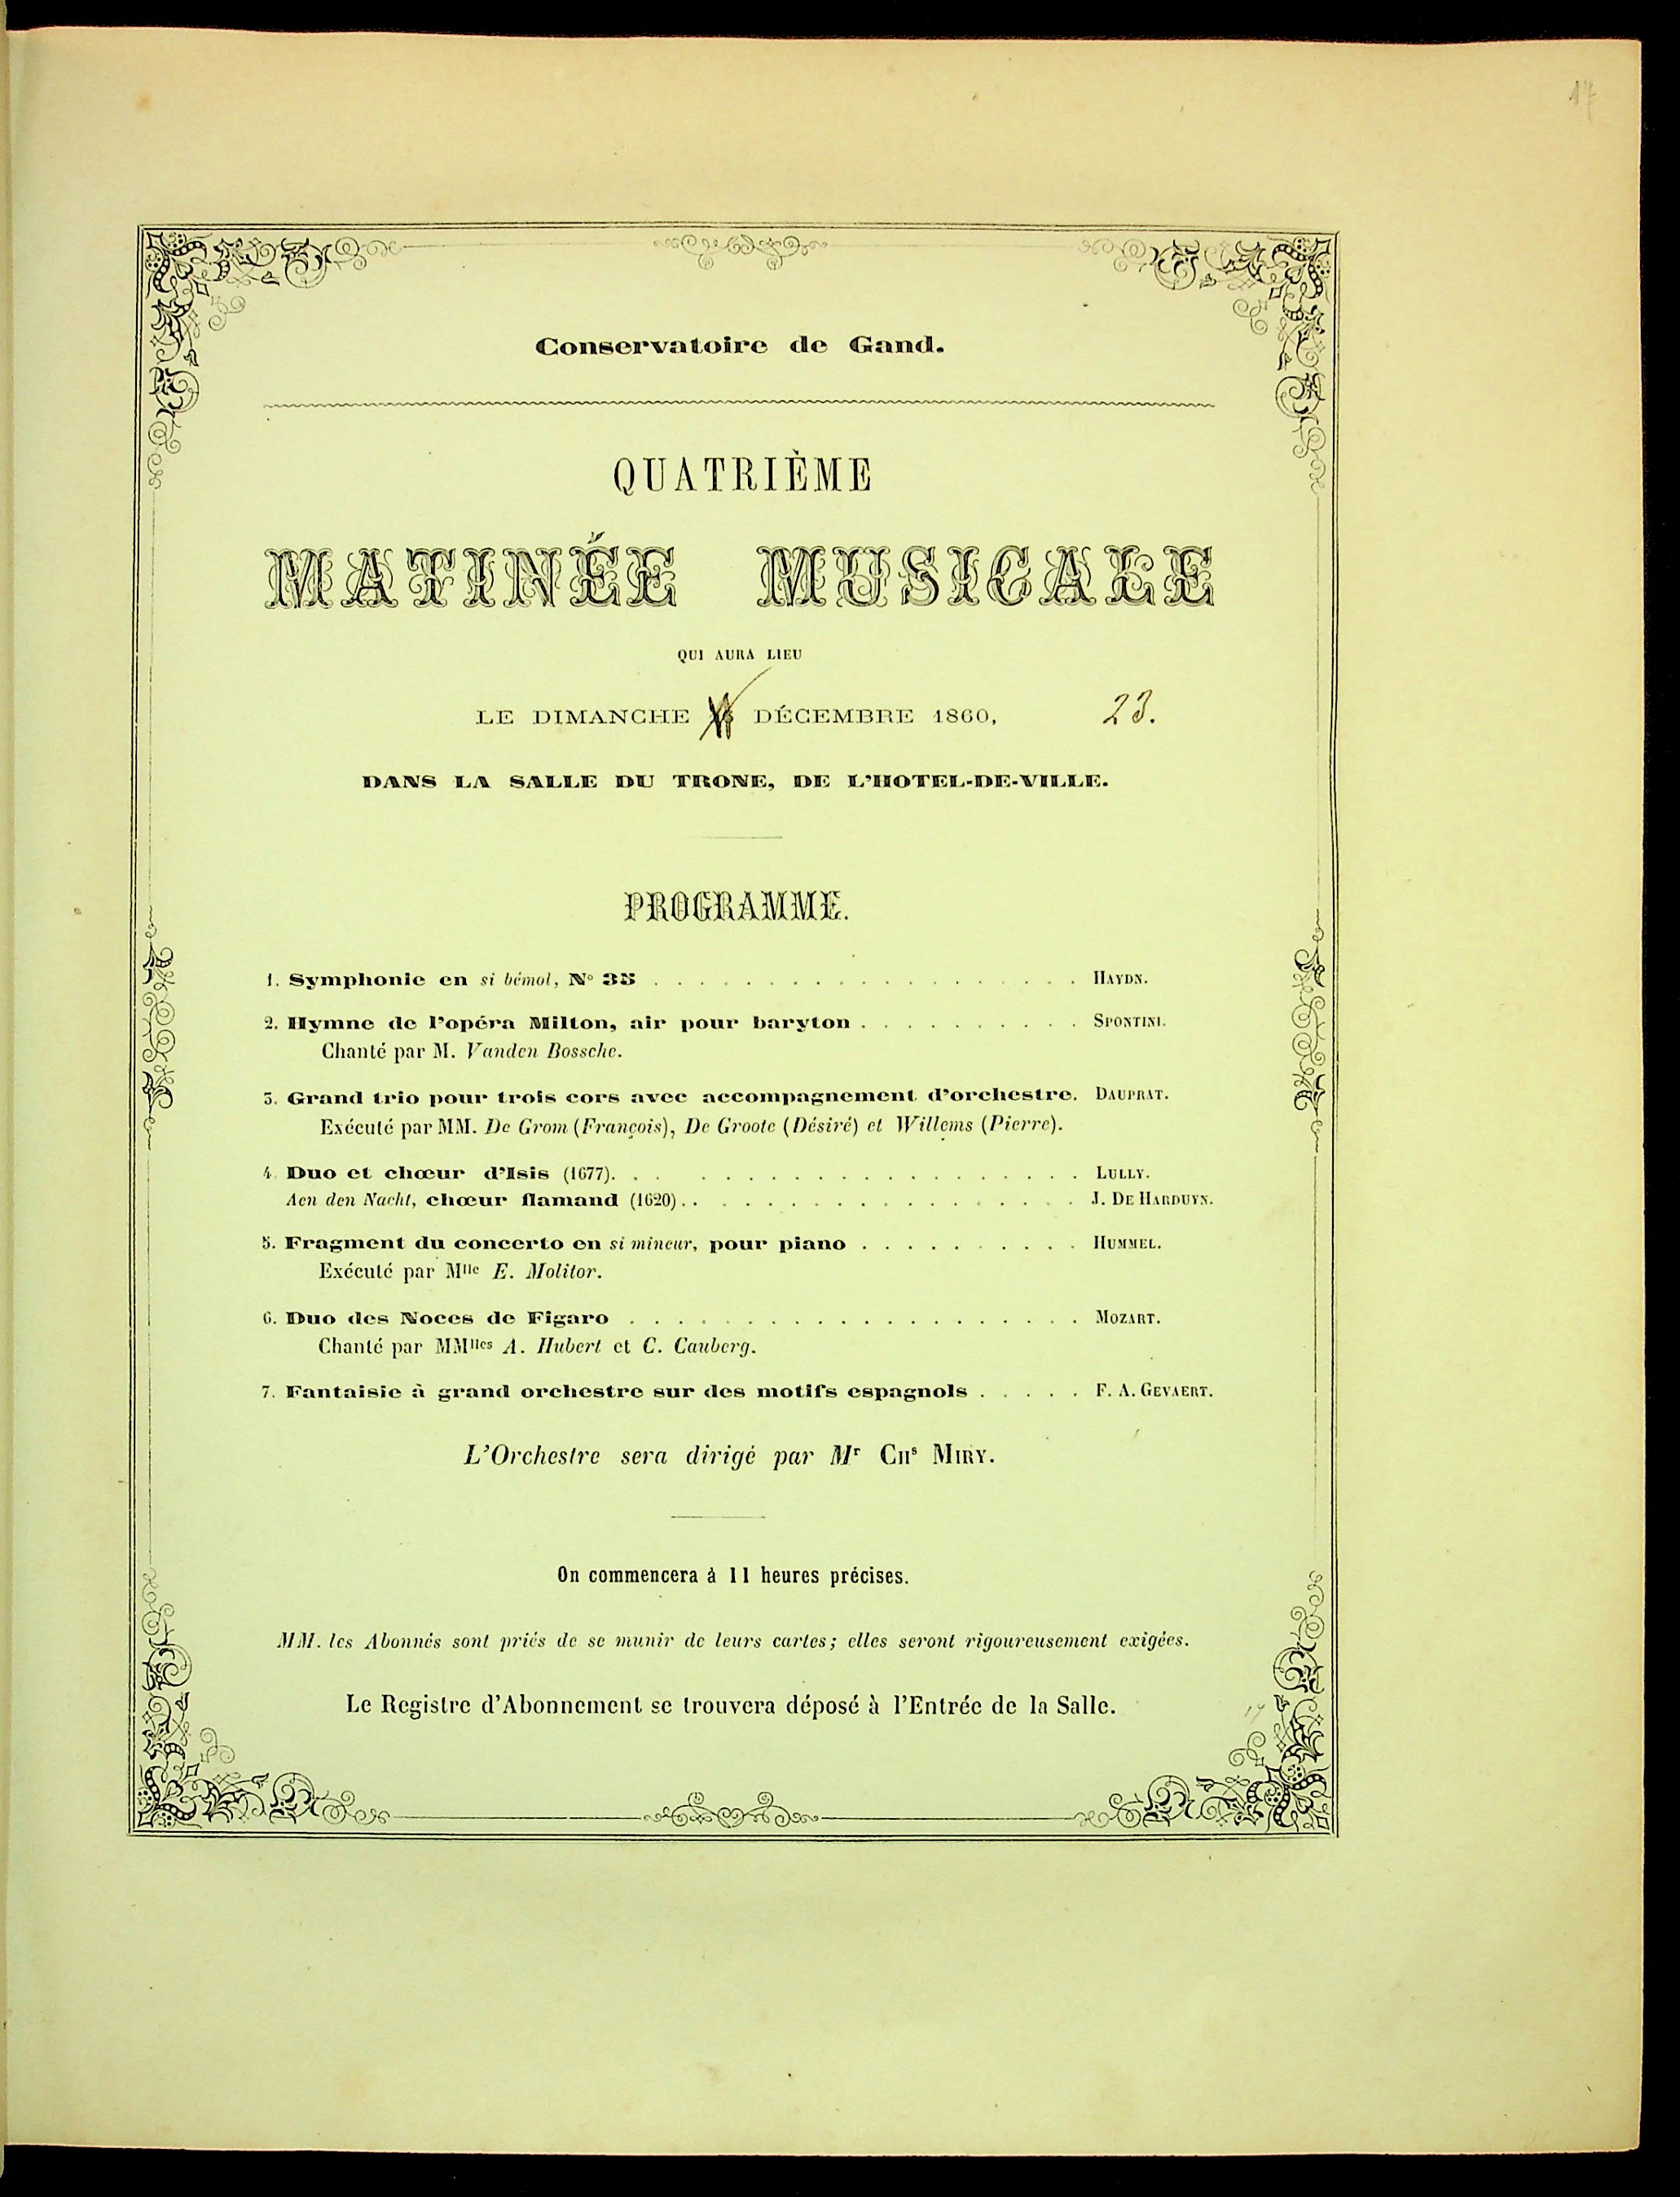 17
Conservatoire de Gand.
QUATRIÈME
MATINÉE MUSICALE
QUI AURA LIEU
LE DIMANCHE DÉCEMBRE 1860, 23.
DANS LA SALLE DU TRONE, DE L'HOTEL-DE-VILLE.
PROGRAMME.
1. Symphonie en si bémol, No 35 . . . . . . . . . . . . . . . . . . . HAYDN.
2. Hymne de l'opéra Milton, air pour baryton . . . . . . . . . . SPONTINI.
Chanté par M. Vanden Bossche.
3. Grand trio pour trois cors avec accompagnement d'orchestre. DAUPRAT.
Exécuté par MM. De Grom (François), De Groote (Désiré) et Willems (Pierre).
4. Duo et chœur d'Isis (1677). . . . . . . . . . . . . . . . . . . LULLY.
Aen den Nacht, chœur flamand (1620) . . . . . . . . . . . . . . . . . J. DE HARDUYN.
5. Fragment du concerto en si mineur, pour piano . . . . . . . . . . HUMMEL.
Exécuté par Mlle E. Molitor.
6. Duo des Noces de Figaro . . . . . . . . . . . . . . . . . . . . MOZART.
Chanté par MMlles A. Hubert et C. Cauberg.
7. Fantaisie à grand orchestre sur des motifs espagnols . . . . . F. A. GEVAERT.
L'Orchestre sera dirigé par Mr CHs MIRY.
On commencera à 11 heures précises.
MM. les Abonnés sont priés de se munir de leurs cartes; elles seront rigoureusement exigées.
Le Registre d'Abonnement se trouvera déposé à l'Entrée de la Salle.
17